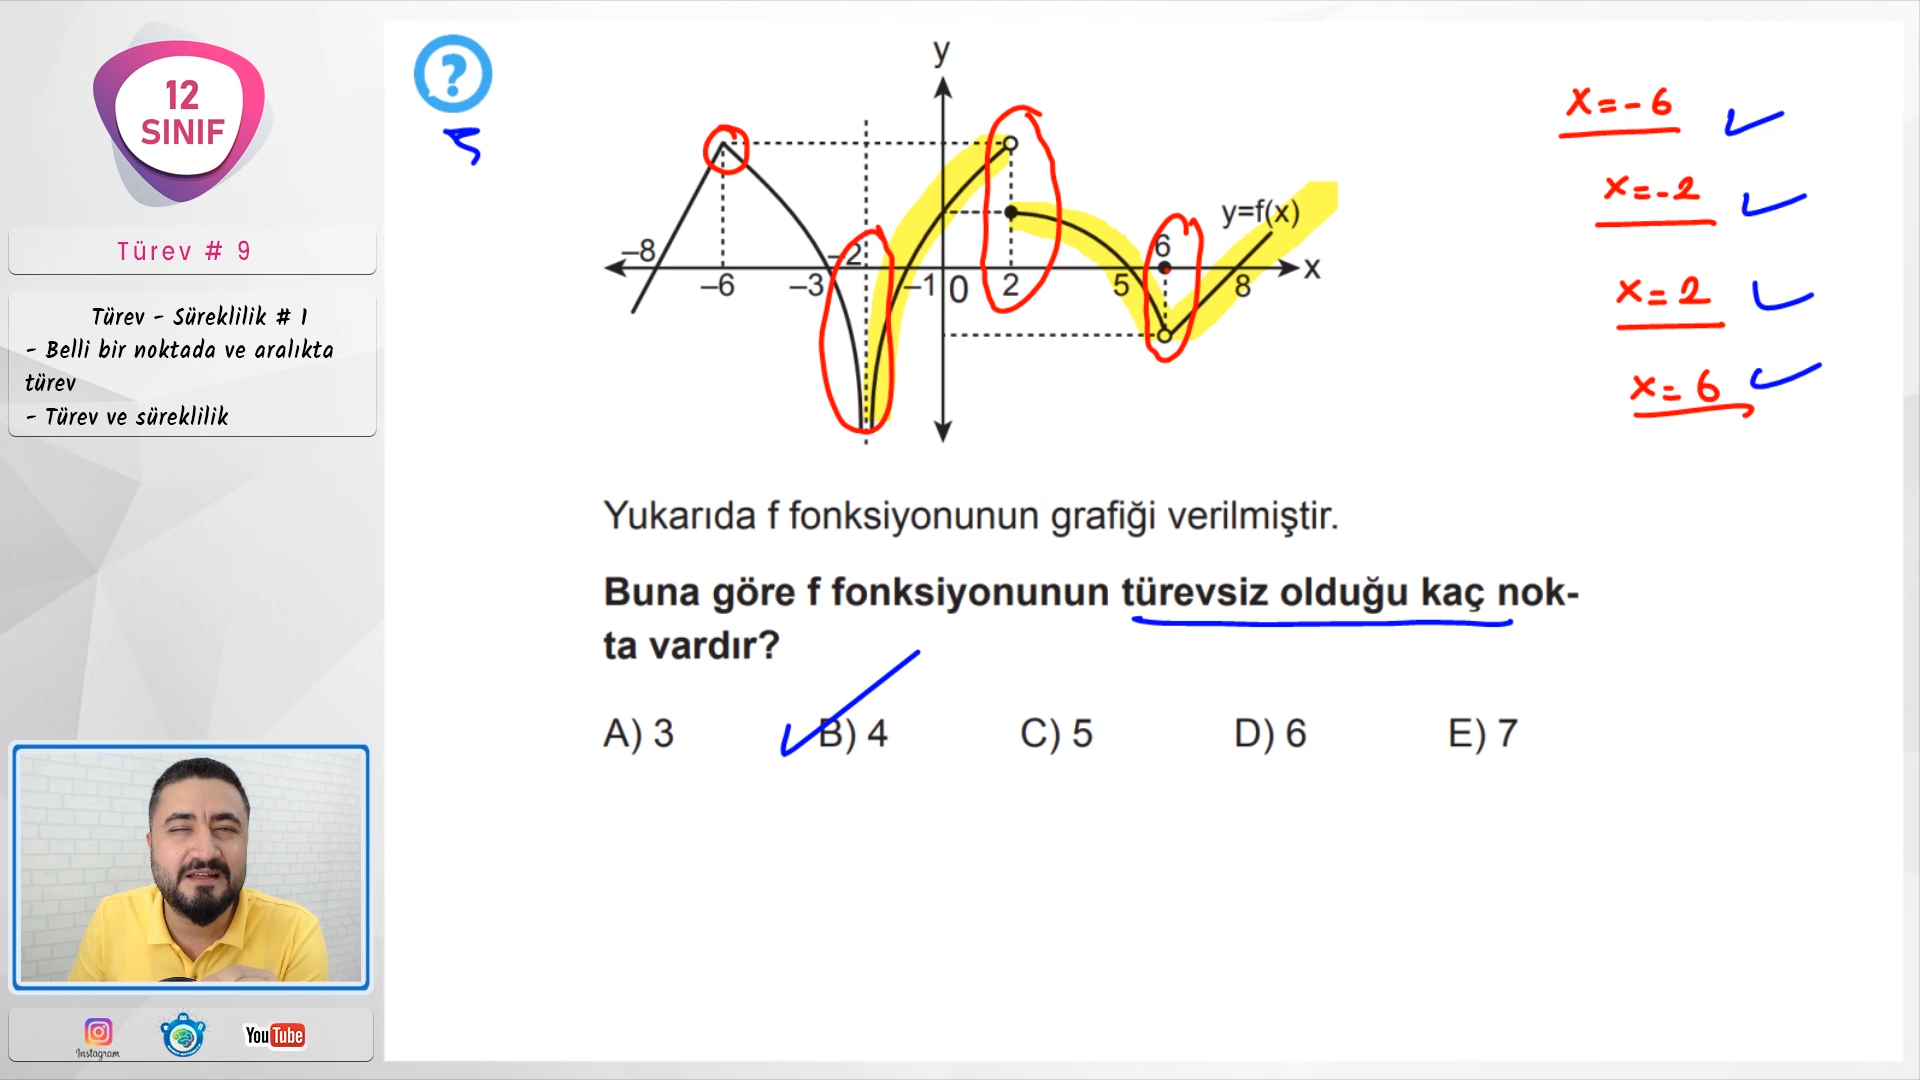 12
SINIF
Türev # 9
Türev - Süreklilik # 1
- Belli bir noktada ve aralıkta
türev
- Türev ve süreklilik
Instagram
YouTube
?
5
y
y=f(x)
x
–8
–6
–3
–2
–1
0
2
5
6
8
x=-6
x=-2
x=2
x=6
Yukarıda f fonksiyonunun grafiği verilmiştir.
Buna göre f fonksiyonunun türevsiz olduğu kaç nok-
ta vardır?
A) 3 B) 4 C) 5 D) 6 E) 7